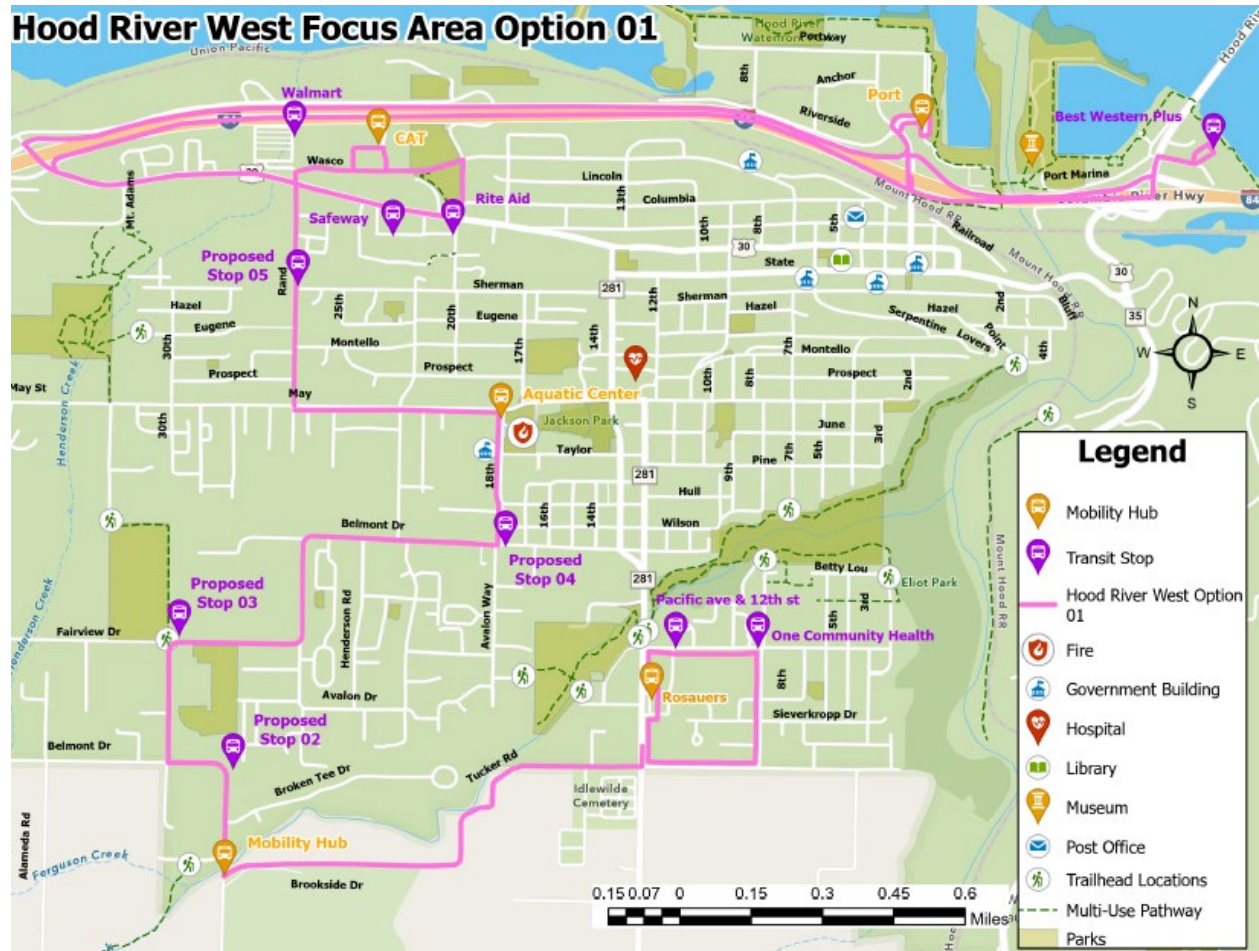 Hood River West Focus Area Option 01
Union Pacific
Hood River
Portway
8th
Anchor
Riverside
Port
Walmart
CAT
Best Western Plus
Port Marina
84
Wasco
Lincoln
13th
Columbia
Mount Hood RR
Mt. Adams
Safeway
Rite Aid
10th
8th
5th
Railroad
30
State
Mount Hood RR
30
35
Proposed
Stop 05
Rand
25th
20th
Sherman
281
12th
Sherman
Hazel
Hazel
2nd
Bluff
Hazel
Eugene
Eugene
Serpentine
Lovers
Point
30th
Montello
17th
14th
7th
Montello
4th
Prospect
Prospect
10th
8th
Prospect
2nd
May St
May
Aquatic Center
Jackson Park
June
30th
Henderson Creek
Taylor
7th
5th
3rd
Pine
281
9th
18th
Hull
16th
14th
Wilson
Belmont Dr
Proposed
Stop 04
281
Betty Lou
Eliot Park
3rd
5th
Mount Hood RR
Proposed
Stop 03
Fairview Dr
Henderson Rd
Avalon Way
Pacific ave & 12th st
One Community Health
Henderson Creek
Avalon Dr
Rosauers
8th
Sieverkropp Dr
Proposed
Stop 02
Belmont Dr
Broken Tee Dr
Tucker Rd
Idlewilde
Cemetery
Alameda Rd
Mobility Hub
Ferguson Creek
Brookside Dr
N
W
E
S
Legend
Mobility Hub
Transit Stop
Hood River West Option
01
Fire
Government Building
Hospital
Library
Museum
Post Office
Trailhead Locations
Multi-Use Pathway
Parks
0.15 0.07 0 0.15 0.3 0.45 0.6
Miles